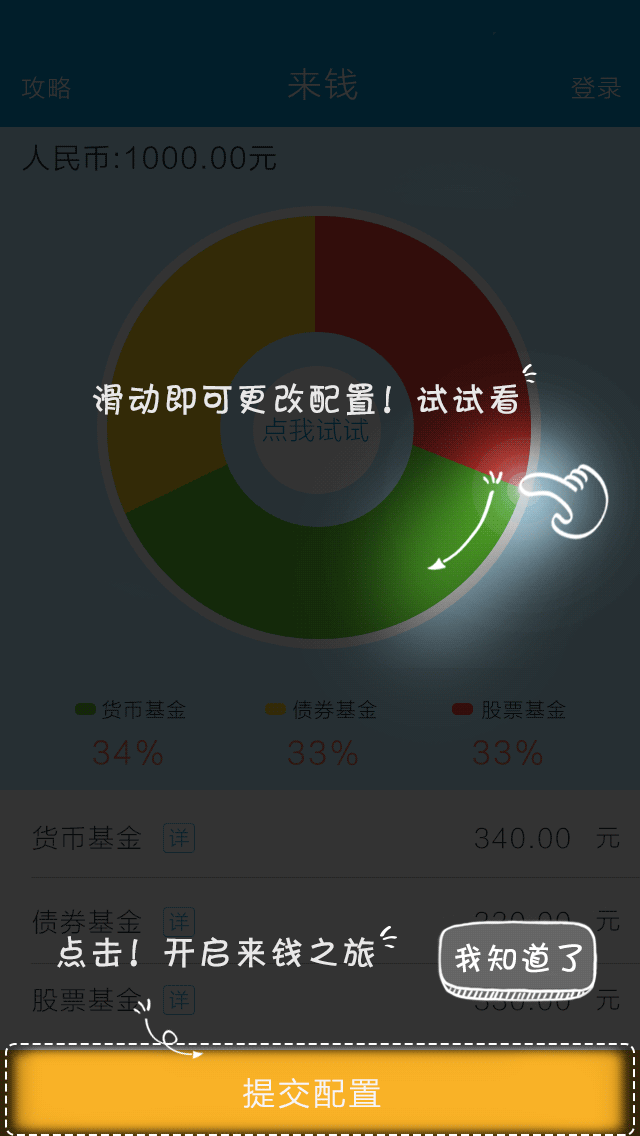 攻略 来钱 登录
人民币:1000.00元
滑动即可更改配置！试试看
点我试试
货币基金 债券基金 股票基金
34% 33% 33%
货币基金 详 340.00 元
债券基金 详 330.00 元
点击！开启来钱之旅 我知道了
股票基金 详 330.00 元
提交配置